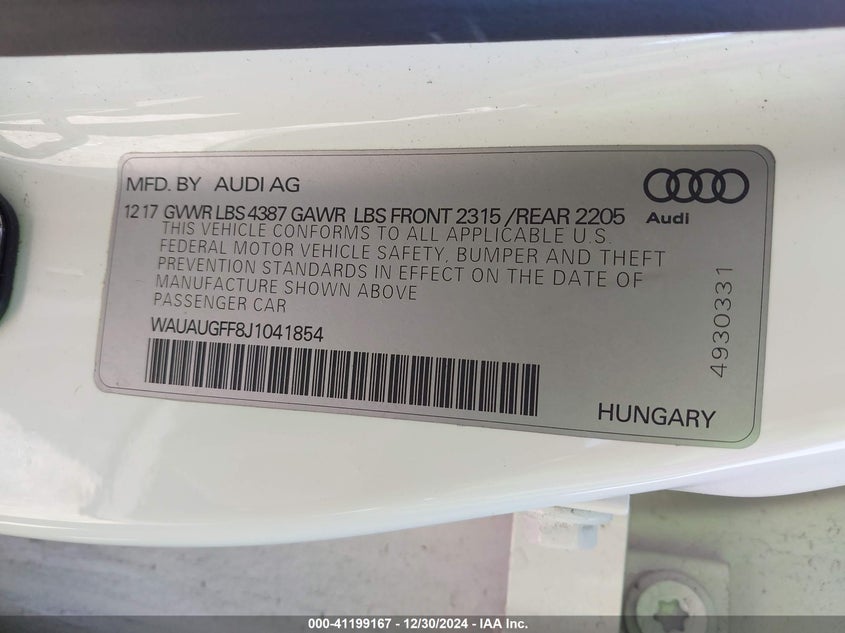 MFD. BY AUDI AG
12 17 GVWR LBS 4387 GAWR LBS FRONT 2315 / REAR 2205
Audi
THIS VEHICLE CONFORMS TO ALL APPLICABLE U.S.
FEDERAL MOTOR VEHICLE SAFETY, BUMPER AND THEFT
PREVENTION STANDARDS IN EFFECT ON THE DATE OF
MANUFACTURE SHOWN ABOVE
PASSENGER CAR
WAUAUGFF8J1041854
HUNGARY
4930331
000-41199167 - 12/30/2024 - IAA Inc.